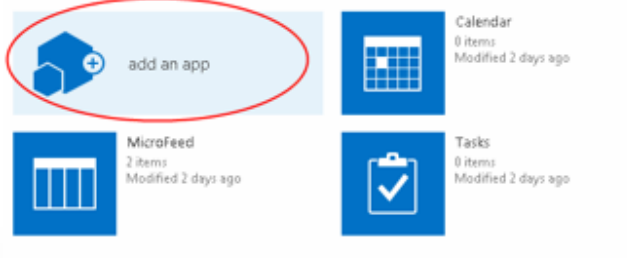 add an app
Calendar
0 items
Modified 2 days ago
MicroFeed
2 items
Modified 2 days ago
Tasks
0 items
Modified 2 days ago